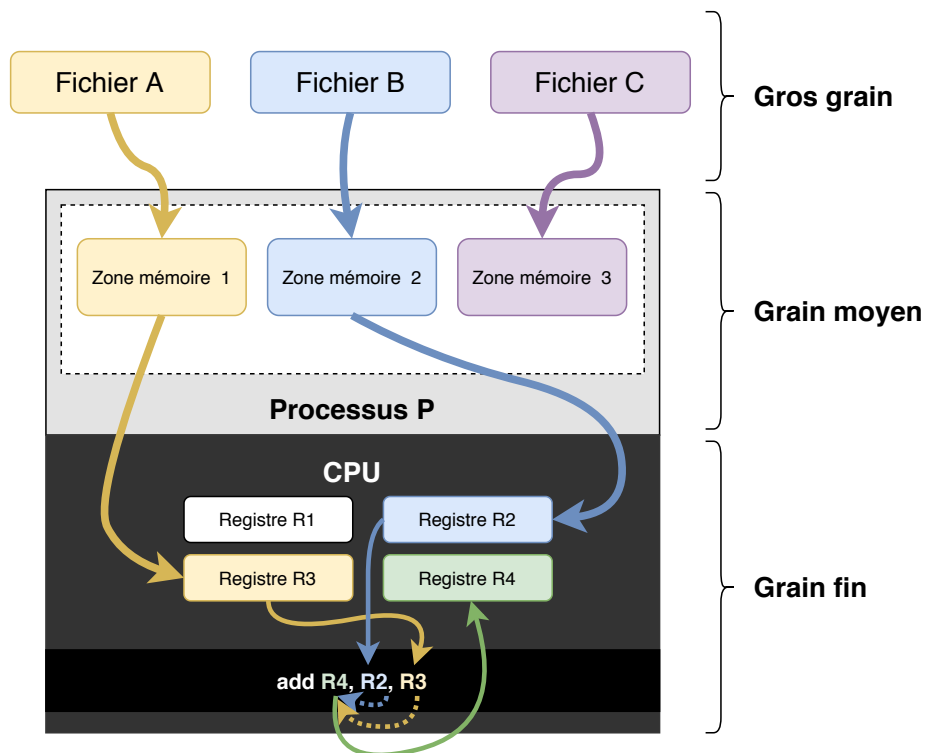 Fichier A
Fichier B
Fichier C
Gros grain
Zone mémoire 1
Zone mémoire 2
Zone mémoire 3
Grain moyen
Processus P
CPU
Registre R1
Registre R2
Registre R3
Registre R4
Grain fin
add R4, R2, R3